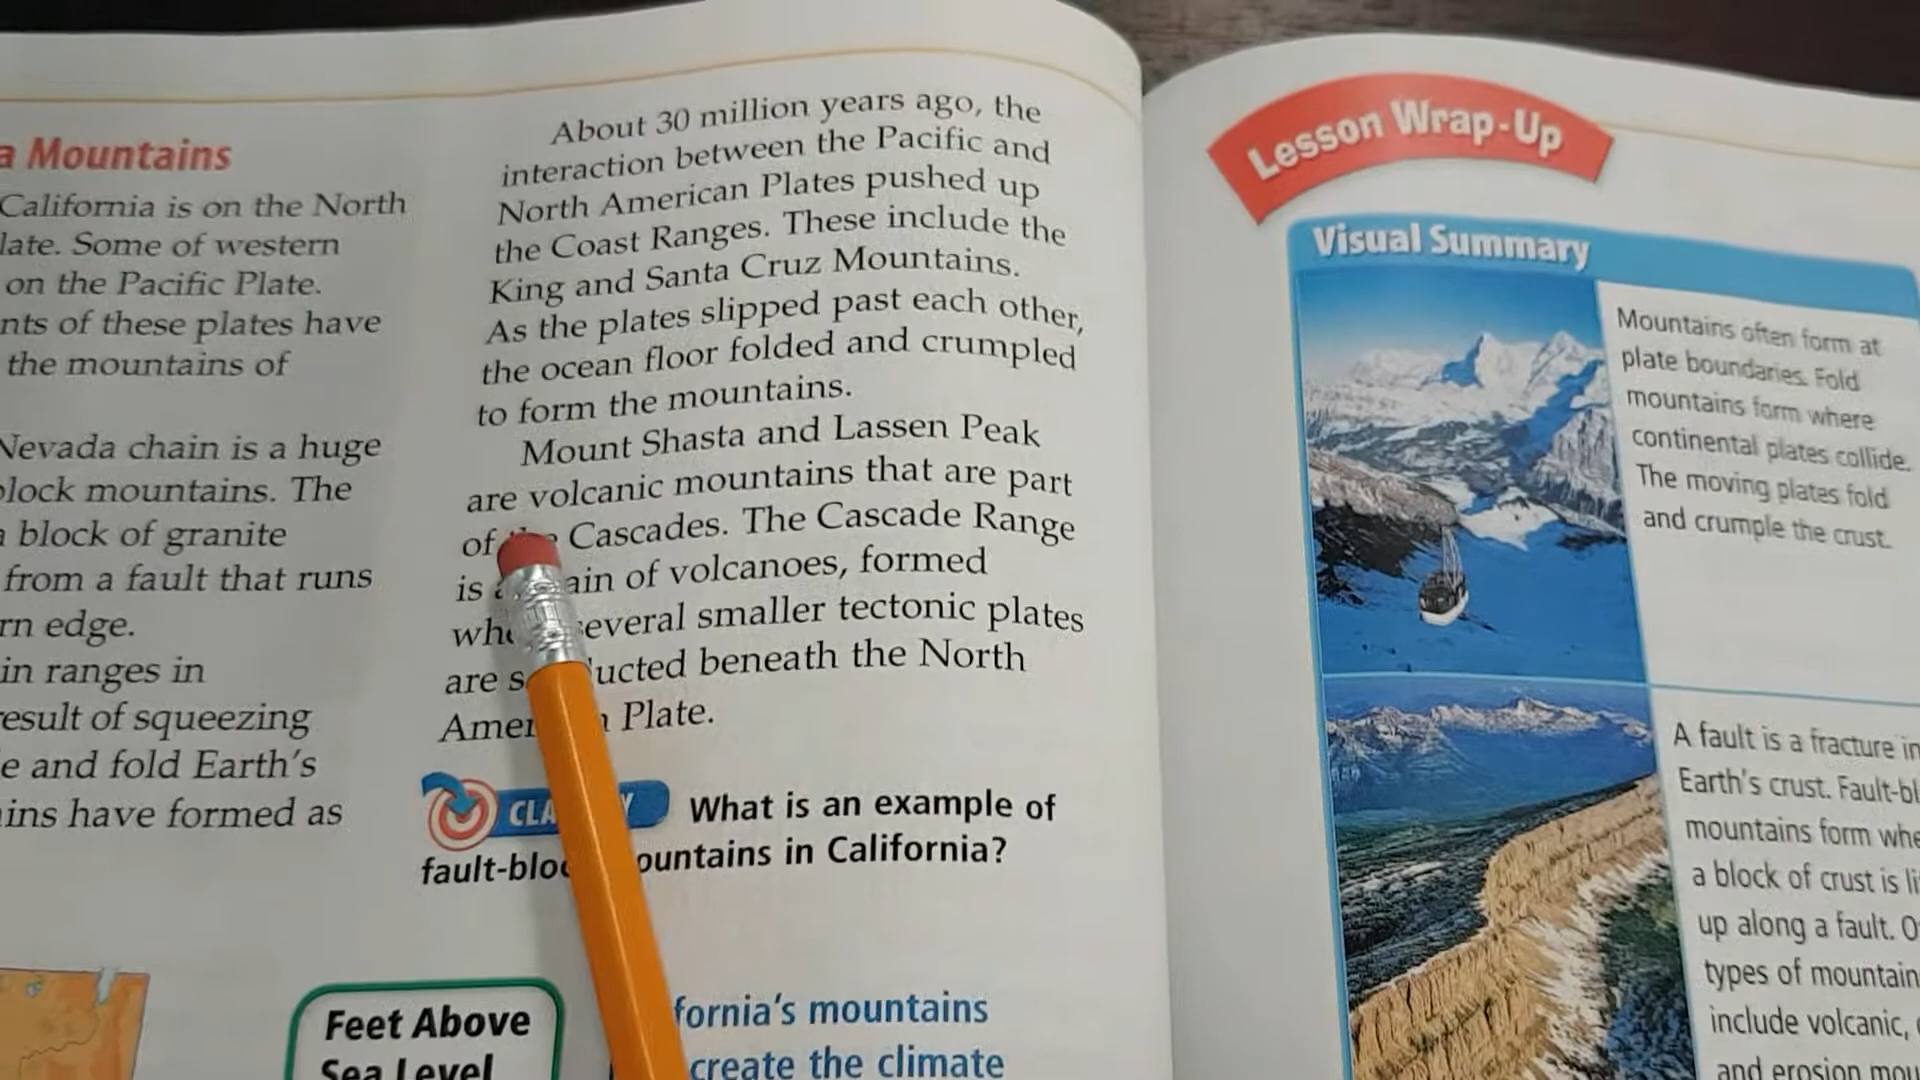 a Mountains
California is on the North
late. Some of western
on the Pacific Plate.
nts of these plates have
the mountains of
Nevada chain is a huge
lock mountains. The
a block of granite
from a fault that runs
rn edge.
in ranges in
esult of squeezing
e and fold Earth's
ins have formed as
About 30 million years ago, the
interaction between the Pacific and
North American Plates pushed up
the Coast Ranges. These include the
King and Santa Cruz Mountains.
As the plates slipped past each other,
the ocean floor folded and crumpled
to form the mountains.
Mount Shasta and Lassen Peak
are volcanic mountains that are part
of the Cascades. The Cascade Range
is a ain of volcanoes, formed
whe several smaller tectonic plates
are s ucted beneath the North
Amer n Plate.
CLA Y What is an example of
fault-bloc ountains in California?
Feet Above
Sea Level
fornia's mountains
create the climate
Lesson Wrap-Up
Visual Summary
Mountains often form at
plate boundaries. Fold
mountains form where
continental plates collide.
The moving plates fold
and crumple the crust.
A fault is a fracture in
Earth's crust. Fault-bl
mountains form whe
a block of crust is li
up along a fault. O
types of mountain
include volcanic,
and erosion mou